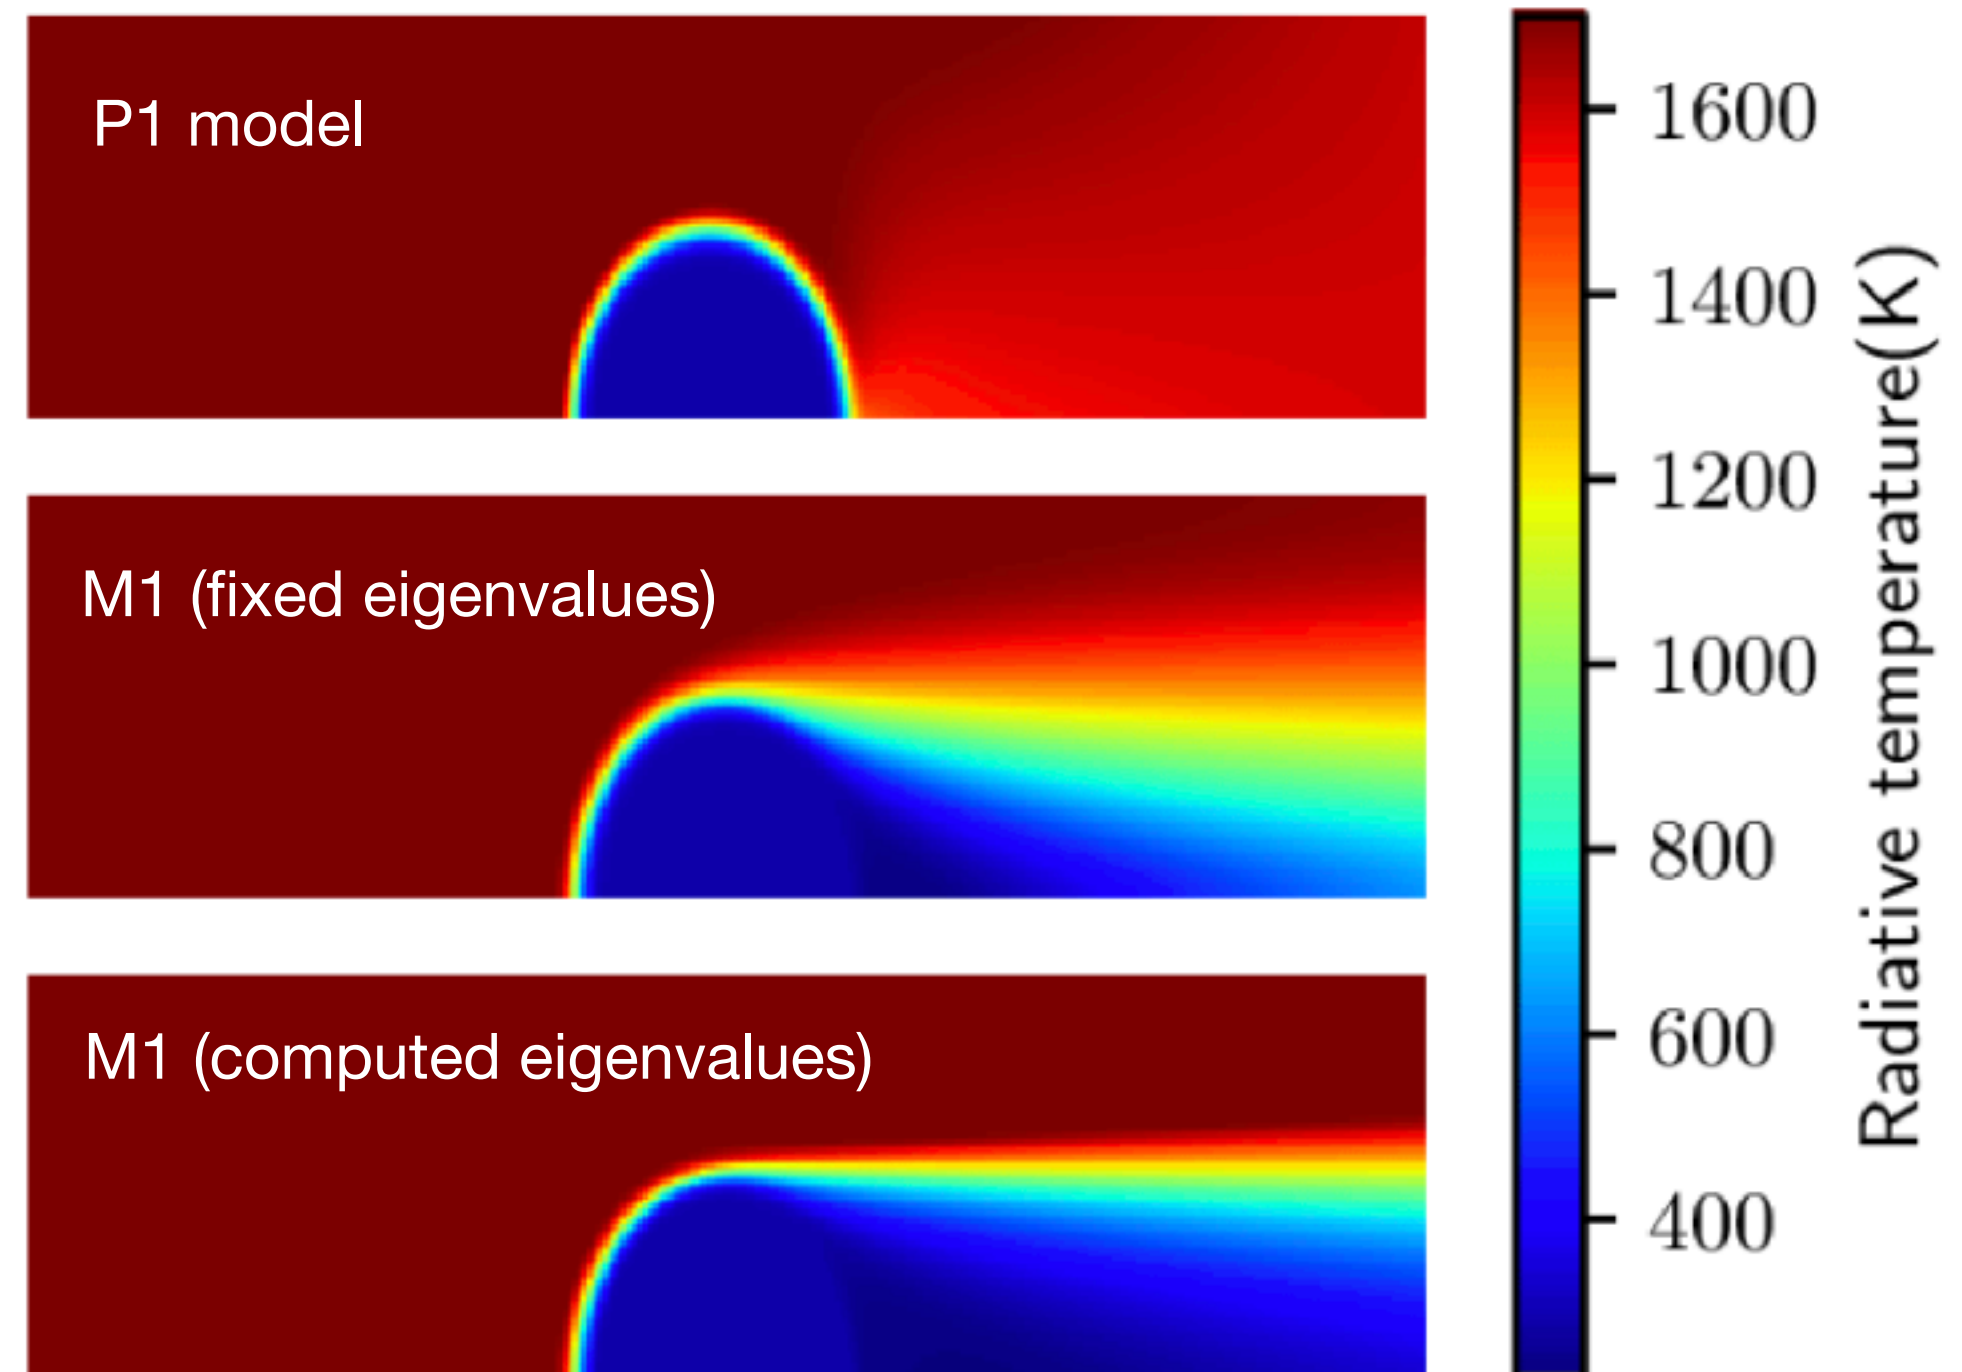 P1 model
M1 (fixed eigenvalues)
M1 (computed eigenvalues)
1600
1400
1200
1000
800
600
400
Radiative temperature(K)